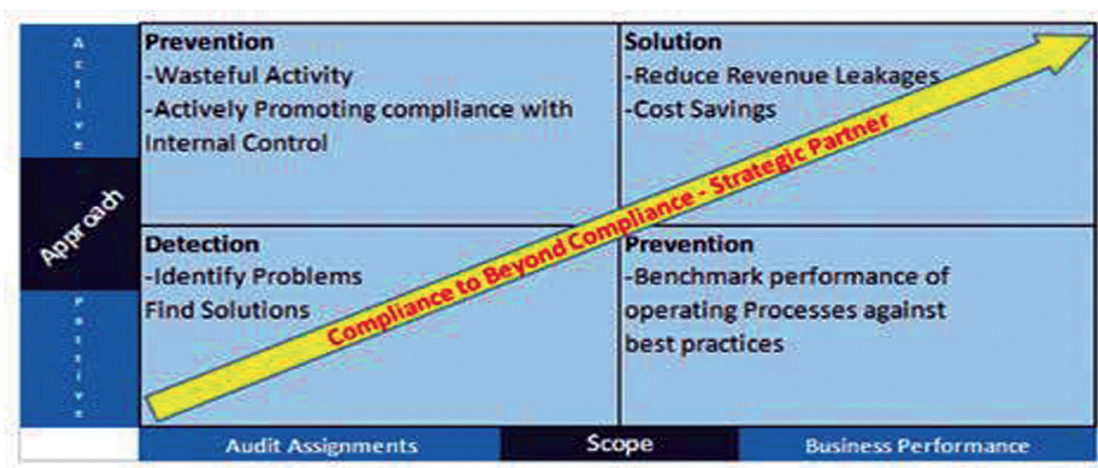 Active
Approach
Passive
Prevention
-Wasteful Activity
-Actively Promoting compliance with
Internal Control
Solution
-Reduce Revenue Leakages
-Cost Savings
Compliance to Beyond Compliance - Strategic Partner
Detection
-Identify Problems
Find Solutions
Prevention
-Benchmark performance of
operating Processes against
best practices
Audit Assignments
Scope
Business Performance